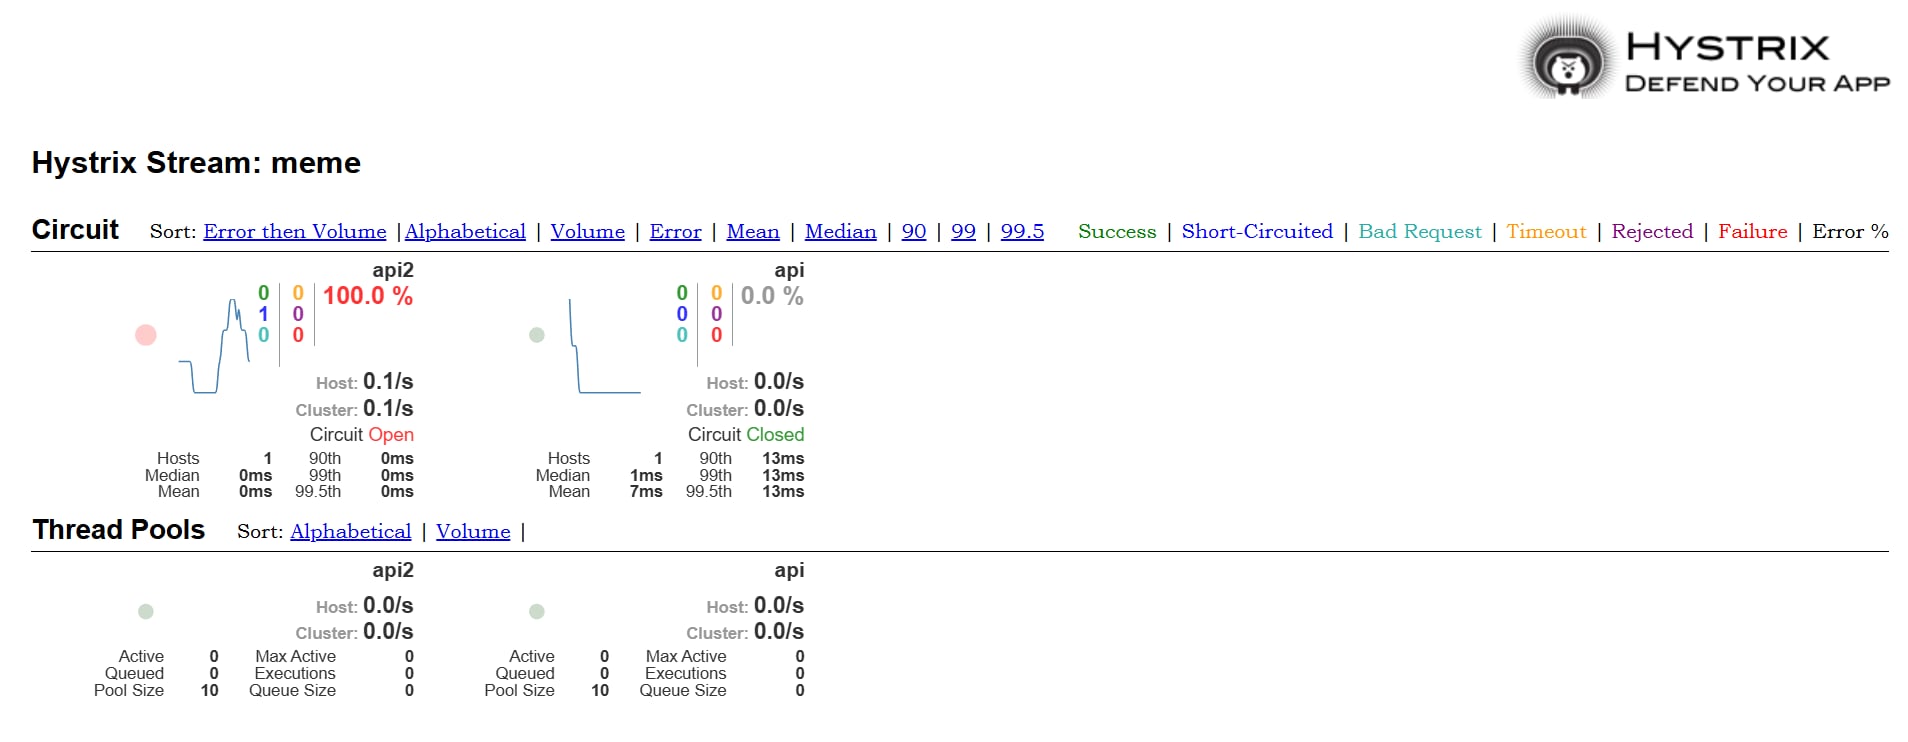 HYSTRIX
DEFEND YOUR APP
Hystrix Stream: meme
Circuit Sort: Error then Volume | Alphabetical | Volume | Error | Mean | Median | 90 | 99 | 99.5 Success | Short-Circuited | Bad Request | Timeout | Rejected | Failure | Error %
api2
0 0 100.0 %
1 0
0 0
Host: 0.1/s
Cluster: 0.1/s
Circuit Open
Hosts 1 90th 0ms
Median 0ms 99th 0ms
Mean 0ms 99.5th 0ms
api
0 0 0.0 %
0 0
0 0
Host: 0.0/s
Cluster: 0.0/s
Circuit Closed
Hosts 1 90th 13ms
Median 1ms 99th 13ms
Mean 7ms 99.5th 13ms
Thread Pools Sort: Alphabetical | Volume |
api2
Host: 0.0/s
Cluster: 0.0/s
Active 0 Max Active 0
Queued 0 Executions 0
Pool Size 10 Queue Size 0
api
Host: 0.0/s
Cluster: 0.0/s
Active 0 Max Active 0
Queued 0 Executions 0
Pool Size 10 Queue Size 0